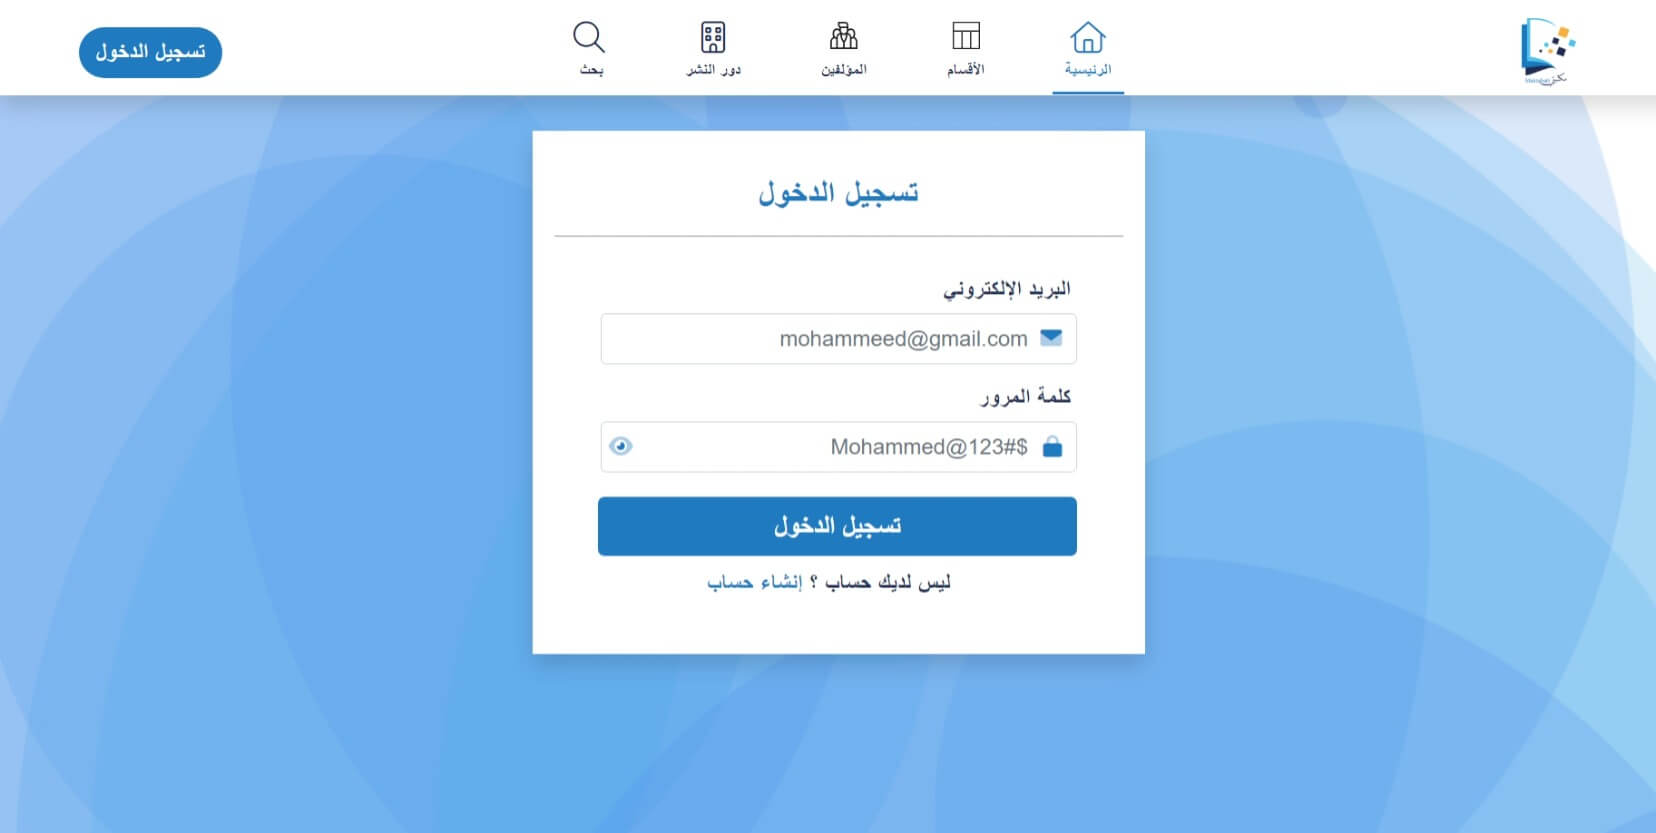 الرئيسية
الأقسام
المؤلفين
دور النشر
بحث
تسجيل الدخول
تسجيل الدخول
البريد الإلكتروني
mohammeed@gmail.com
كلمة المرور
Mohammed@123#$
تسجيل الدخول
ليس لديك حساب ؟ إنشاء حساب